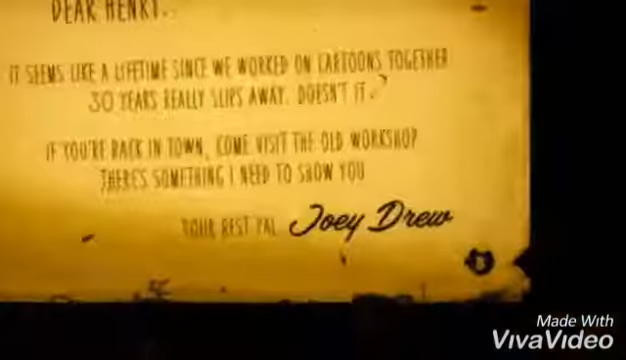 DEAR HENRY..
IT SEEMS LIKE A LIFETIME SINCE WE WORKED ON CARTOONS TOGETHER
30 YEARS REALLY SLIPS AWAY. DOESN'T IT.?
IF YOU'RE BACK IN TOWN, COME VISIT THE OLD WORKSHOP
THERE'S SOMETHING I NEED TO SHOW YOU
YOUR BEST PAL Joey Drew
Made With
VivaVideo